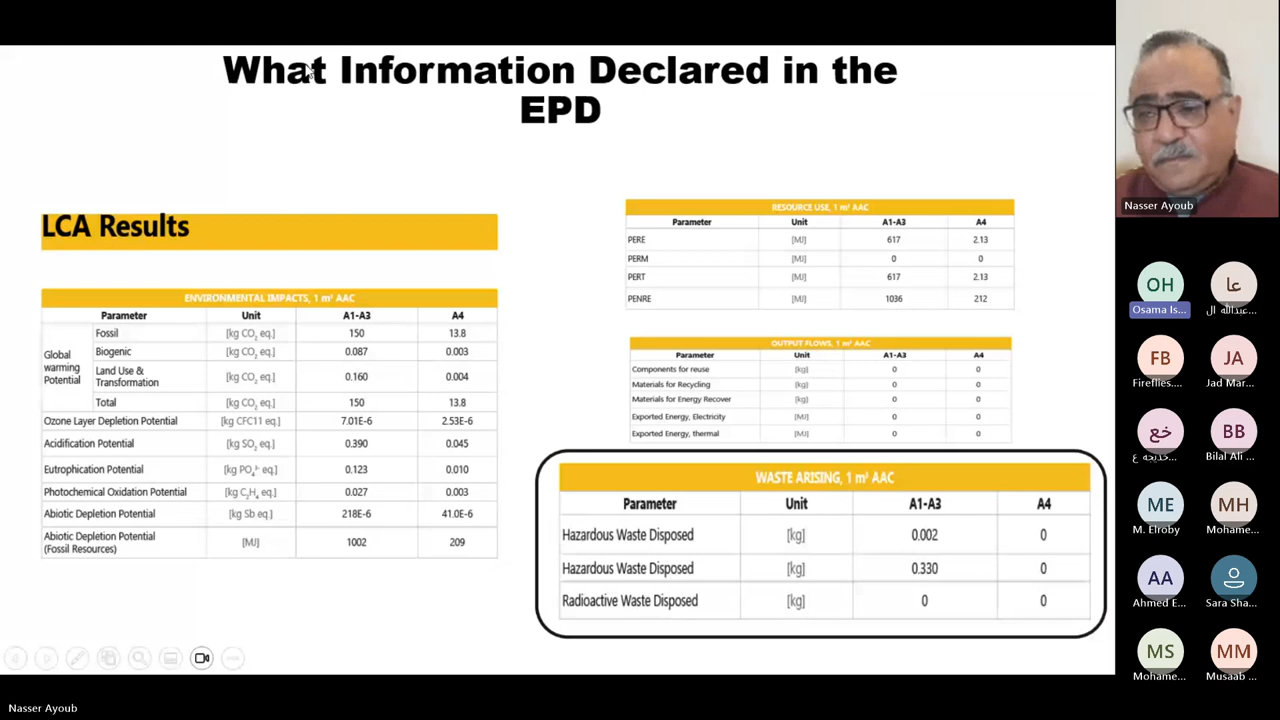 What Information Declared in the
EPD
LCA Results
ENVIRONMENTAL IMPACTS, 1 m³ AAC
Parameter Unit A1-A3 A4
Global warming Potential Fossil [kg CO₂ eq.] 150 13.8
Biogenic [kg CO₂ eq.] 0.087 0.003
Land Use & Transformation [kg CO₂ eq.] 0.160 0.004
Total [kg CO₂ eq.] 150 13.8
Ozone Layer Depletion Potential [kg CFC11 eq.] 7.01E-6 2.53E-6
Acidification Potential [kg SO₂ eq.] 0.390 0.045
Eutrophication Potential [kg PO₄³⁻ eq.] 0.123 0.010
Photochemical Oxidation Potential [kg C₂H₄ eq.] 0.027 0.003
Abiotic Depletion Potential [kg Sb eq.] 218E-6 41.0E-6
Abiotic Depletion Potential (Fossil Resources) [MJ] 1002 209
RESOURCE USE, 1 m³ AAC
Parameter Unit A1-A3 A4
PERE [MJ] 617 2.13
PERM [MJ] 0 0
PERT [MJ] 617 2.13
PENRE [MJ] 1036 212
OUTPUT FLOWS, 1 m³ AAC
Parameter Unit A1-A3 A4
Components for reuse [kg] 0 0
Materials for Recycling [kg] 0 0
Materials for Energy Recover [kg] 0 0
Exported Energy, Electricity [MJ] 0 0
Exported Energy, thermal [MJ] 0 0
WASTE ARISING, 1 m³ AAC
Parameter Unit A1-A3 A4
Hazardous Waste Disposed [kg] 0.002 0
Hazardous Waste Disposed [kg] 0.330 0
Radioactive Waste Disposed [kg] 0 0
Nasser Ayoub
OH عا
Osama Is... عبدالله ال...
FB JA
Fireflies.... Jad Mar...
خع BB
خديجه ع... Bilal Ali ...
ME MH
M. Elroby Mohame...
AA
Ahmed E... Sara Sha...
MS MM
Mohame... Musaab ...
Nasser Ayoub